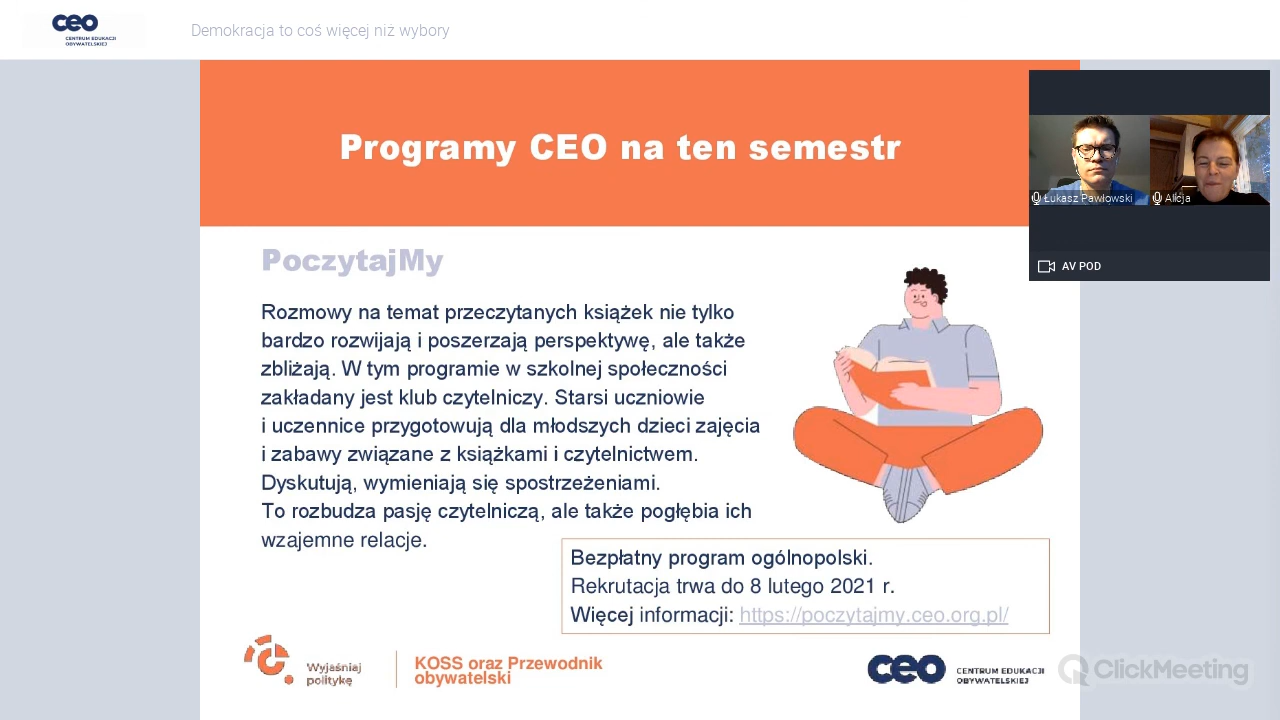 ceo
CENTRUM EDUKACJI
OBYWATELSKIEJ
Demokracja to coś więcej niż wybory
Programy CEO na ten semestr
Łukasz Pawłowski
Alicja
AV POD
PoczytajMy
Rozmowy na temat przeczytanych książek nie tylko
bardzo rozwijają i poszerzają perspektywę, ale także
zbliżają. W tym programie w szkolnej społeczności
zakładany jest klub czytelniczy. Starsi uczniowie
i uczennice przygotowują dla młodszych dzieci zajęcia
i zabawy związane z książkami i czytelnictwem.
Dyskutują, wymieniają się spostrzeżeniami.
To rozbudza pasję czytelniczą, ale także pogłębia ich
wzajemne relacje.
Bezpłatny program ogólnopolski.
Rekrutacja trwa do 8 lutego 2021 r.
Więcej informacji: https://poczytajmy.ceo.org.pl/
Wyjaśniaj
politykę
KOSS oraz Przewodnik
obywatelski
ceo
CENTRUM EDUKACJI
OBYWATELSKIEJ
ClickMeeting